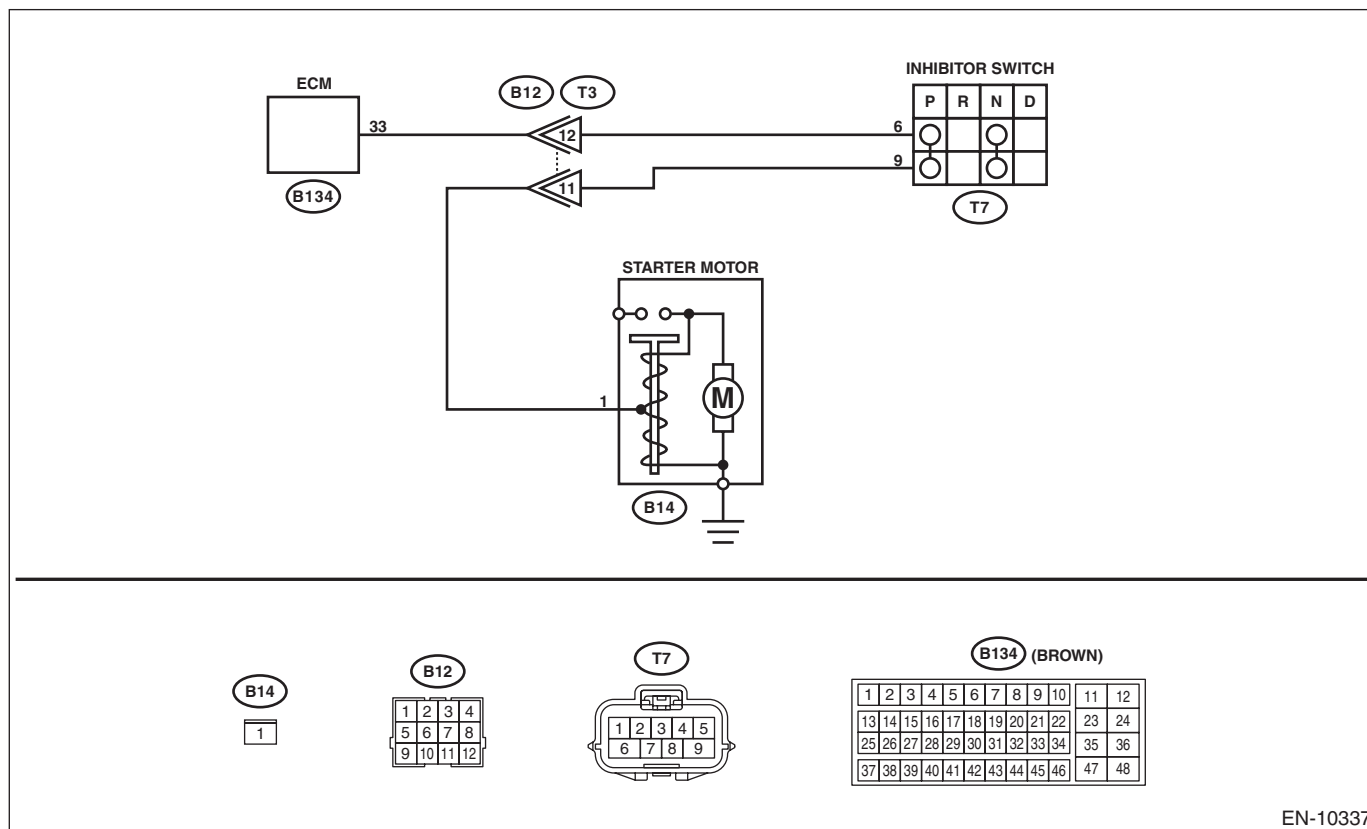 INHIBITOR SWITCH
P R N D
ECM
B12 T3
33
12
6
B134
11
9
T7
STARTER MOTOR
M
1
B14
B14
1
B12
1 2 3 4
5 6 7 8
9 10 11 12
T7
1 2 3 4 5
6 7 8 9
B134 (BROWN)
1 2 3 4 5 6 7 8 9 10 11 12
13 14 15 16 17 18 19 20 21 22 23 24
25 26 27 28 29 30 31 32 33 34 35 36
37 38 39 40 41 42 43 44 45 46 47 48
EN-10337